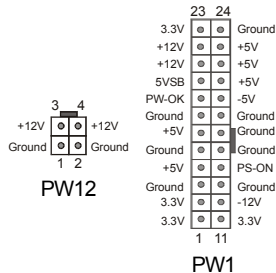 23 24
3.3V Ground
+12V +5V
+12V +5V
5VSB +5V
PW-OK -5V
Ground Ground
+5V Ground
Ground Ground
+5V PS-ON
Ground Ground
3.3V -12V
3.3V 3.3V
1 11
PW1
3 4
+12V +12V
Ground Ground
1 2
PW12